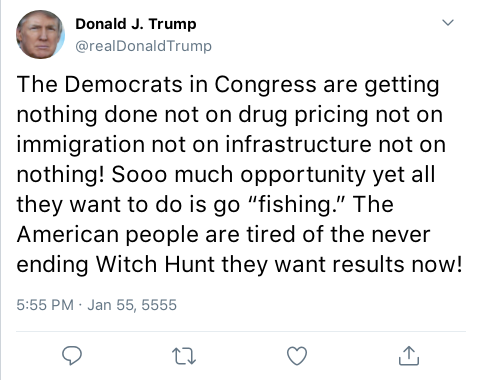 Donald J. Trump
@realDonaldTrump
The Democrats in Congress are getting
nothing done not on drug pricing not on
immigration not on infrastructure not on
nothing! Sooo much opportunity yet all
they want to do is go “fishing.” The
American people are tired of the never
ending Witch Hunt they want results now!
5:55 PM · Jan 55, 5555